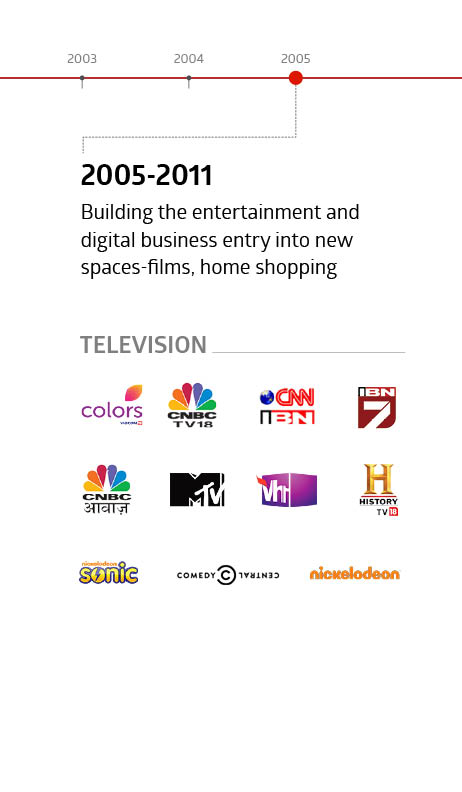 2003 2004 2005
2005-2011
Building the entertainment and
digital business entry into new
spaces-films, home shopping
TELEVISION
colors
VIACOM18
CNBC
TV18
CNN
IBN
IBN
7
CNBC
आवाज़
MTV
Vh1
H
HISTORY
TV18
nickelodeon
sonic
COMEDY C CENTRAL
nickelodeon